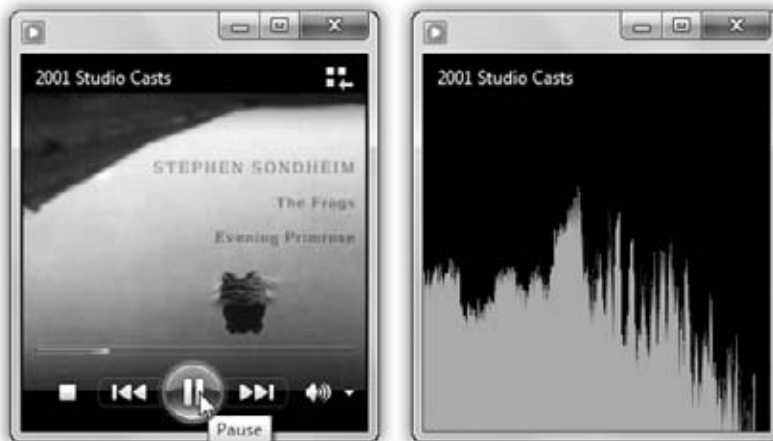 2001 Studio Casts
STEPHEN SONDHEIM
The Frogs
Evening Primrose
Pause
2001 Studio Casts